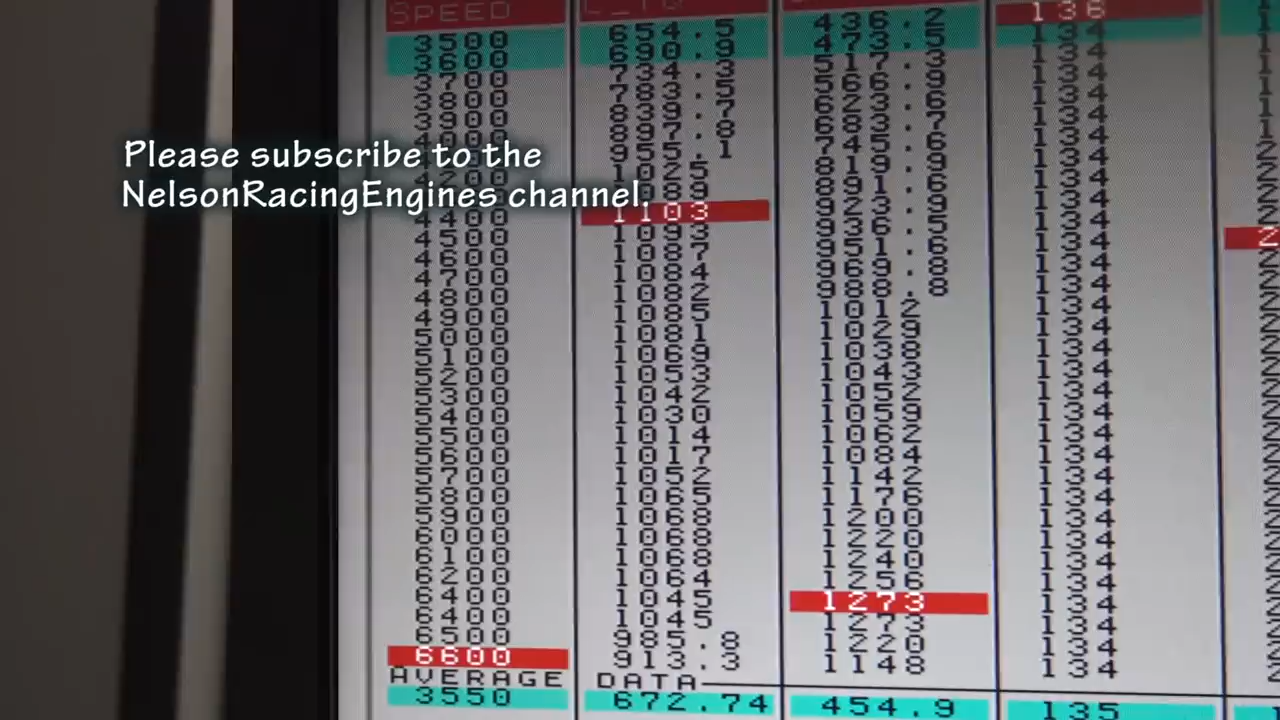 SPEED
136
3500 654.5 436.2 134
3600 690.9 473.5 134
3700 734.3 517.3 134
3800 783.5 566.9 134
3900 839.7 623.6 134
4000 897.8 683.7 134
955.1 745.6 134
Please subscribe to the
4200 1025 819.9 134
1089 891.6 134
NelsonRacingEngines channel.
4400 1103 923.9 134
4500 1093 936.5 134
4600 1087 951.6 134
4700 1084 969.8 134
4800 1082 988.8 134
4900 1085 1012 134
5000 1081 1029 134
5100 1069 1038 134
5200 1053 1043 134
5300 1042 1052 134
5400 1030 1059 134
5500 1014 1062 134
5600 1017 1084 134
5700 1052 1142 134
5800 1065 1176 134
5900 1068 1200 134
6000 1068 1220 134
6100 1068 1240 134
6200 1064 1256 134
6400 1045 1273 134
6400 1045 1273 134
6500 985.8 1220 134
6600 913.3 1148 134
AVERAGE DATA
3550 672.74 454.9 135